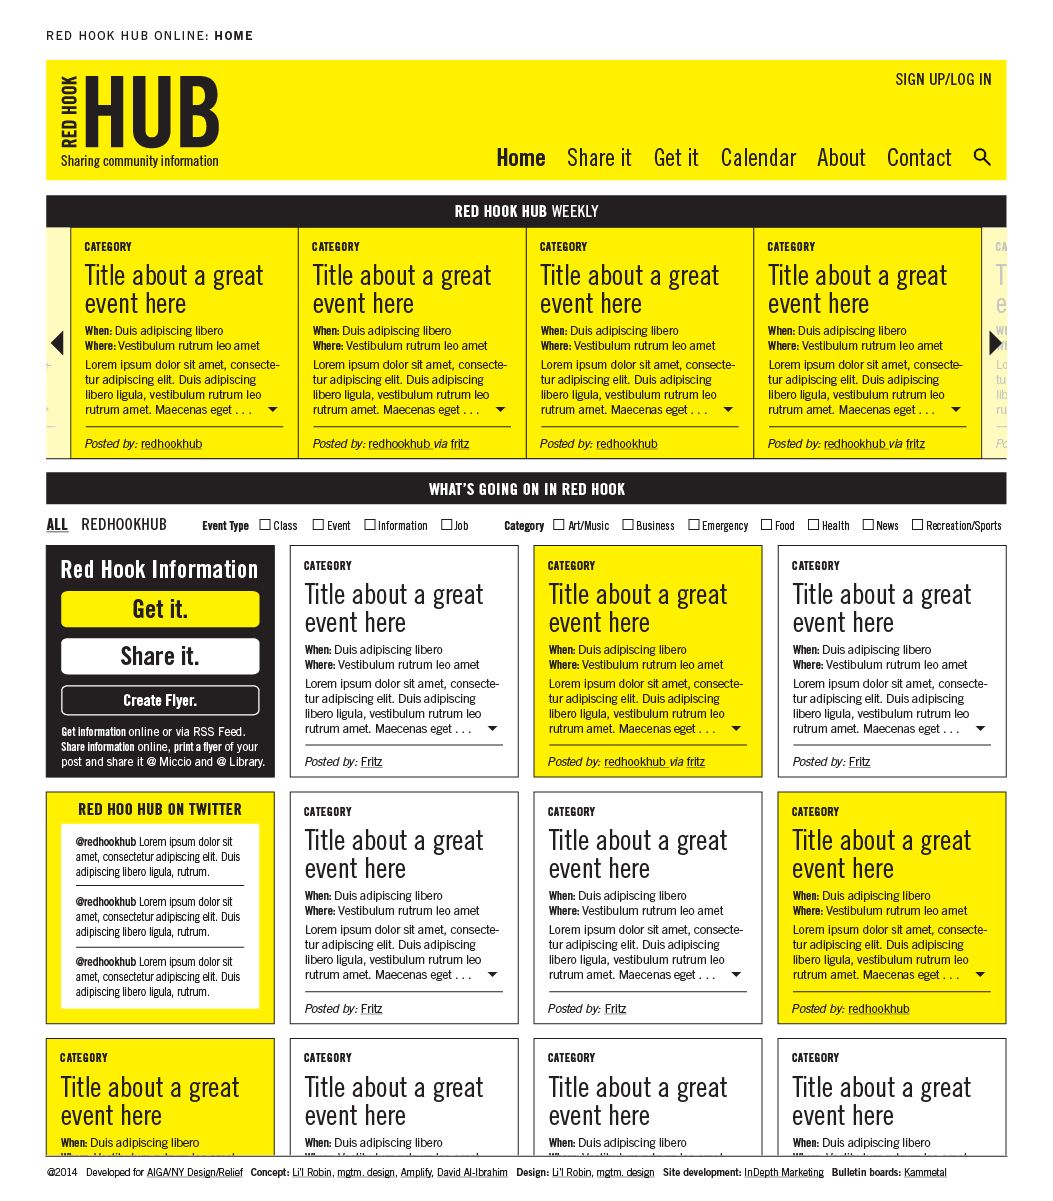 RED HOOK HUB ONLINE: HOME
SIGN UP/LOG IN
RED HOOK
HUB
Sharing community information
Home Share it Get it Calendar About Contact
RED HOOK HUB WEEKLY
CATEGORY
Title about a great
event here
When: Duis adipiscing libero
Where: Vestibulum rutrum leo amet
Lorem ipsum dolor sit amet, consecte-
tur adipiscing elit. Duis adipiscing
libero ligula, vestibulum rutrum leo
rutrum amet. Maecenas eget . . .
Posted by: redhookhub
CATEGORY
Title about a great
event here
When: Duis adipiscing libero
Where: Vestibulum rutrum leo amet
Lorem ipsum dolor sit amet, consecte-
tur adipiscing elit. Duis adipiscing
libero ligula, vestibulum rutrum leo
rutrum amet. Maecenas eget . . .
Posted by: redhookhub via fritz
CATEGORY
Title about a great
event here
When: Duis adipiscing libero
Where: Vestibulum rutrum leo amet
Lorem ipsum dolor sit amet, consecte-
tur adipiscing elit. Duis adipiscing
libero ligula, vestibulum rutrum leo
rutrum amet. Maecenas eget . . .
Posted by: redhookhub
CATEGORY
Title about a great
event here
When: Duis adipiscing libero
Where: Vestibulum rutrum leo amet
Lorem ipsum dolor sit amet, consecte-
tur adipiscing elit. Duis adipiscing
libero ligula, vestibulum rutrum leo
rutrum amet. Maecenas eget . . .
Posted by: redhookhub via fritz
WHAT'S GOING ON IN RED HOOK
ALL REDHOOKHUB Event Type Class Event Information Job Category Art/Music Business Emergency Food Health News Recreation/Sports
Red Hook Information
Get it.
Share it.
Create Flyer.
Get information online or via RSS Feed.
Share information online, print a flyer of your
post and share it @ Miccio and @ Library.
CATEGORY
Title about a great
event here
When: Duis adipiscing libero
Where: Vestibulum rutrum leo amet
Lorem ipsum dolor sit amet, consecte-
tur adipiscing elit. Duis adipiscing
libero ligula, vestibulum rutrum leo
rutrum amet. Maecenas eget . . .
Posted by: Fritz
CATEGORY
Title about a great
event here
When: Duis adipiscing libero
Where: Vestibulum rutrum leo amet
Lorem ipsum dolor sit amet, consecte-
tur adipiscing elit. Duis adipiscing
libero ligula, vestibulum rutrum leo
rutrum amet. Maecenas eget . . .
Posted by: redhookhub via fritz
CATEGORY
Title about a great
event here
When: Duis adipiscing libero
Where: Vestibulum rutrum leo amet
Lorem ipsum dolor sit amet, consecte-
tur adipiscing elit. Duis adipiscing
libero ligula, vestibulum rutrum leo
rutrum amet. Maecenas eget . . .
Posted by: Fritz
RED HOO HUB ON TWITTER
@redhookhub Lorem ipsum dolor sit
amet, consectetur adipiscing elit. Duis
adipiscing libero ligula, rutrum.
@redhookhub Lorem ipsum dolor sit
amet, consectetur adipiscing elit. Duis
adipiscing libero ligula, rutrum.
@redhookhub Lorem ipsum dolor sit
amet, consectetur adipiscing elit. Duis
adipiscing libero ligula, rutrum.
CATEGORY
Title about a great
event here
When: Duis adipiscing libero
Where: Vestibulum rutrum leo amet
Lorem ipsum dolor sit amet, consecte-
tur adipiscing elit. Duis adipiscing
libero ligula, vestibulum rutrum leo
rutrum amet. Maecenas eget . . .
Posted by: Fritz
CATEGORY
Title about a great
event here
When: Duis adipiscing libero
Where: Vestibulum rutrum leo amet
Lorem ipsum dolor sit amet, consecte-
tur adipiscing elit. Duis adipiscing
libero ligula, vestibulum rutrum leo
rutrum amet. Maecenas eget . . .
Posted by: Fritz
CATEGORY
Title about a great
event here
When: Duis adipiscing libero
Where: Vestibulum rutrum leo amet
Lorem ipsum dolor sit amet, consecte-
tur adipiscing elit. Duis adipiscing
libero ligula, vestibulum rutrum leo
rutrum amet. Maecenas eget . . .
Posted by: redhookhub
CATEGORY
Title about a great
event here
When: Duis adipiscing libero
CATEGORY
Title about a great
event here
When: Duis adipiscing libero
CATEGORY
Title about a great
event here
When: Duis adipiscing libero
CATEGORY
Title about a great
event here
When: Duis adipiscing libero
@2014 Developed for AIGA/NY Design/Relief Concept: Li'l Robin, mgtm. design, Amplify, David Al-Ibrahim Design: Li'l Robin, mgtm. design Site development: InDepth Marketing Bulletin boards: Kammetal